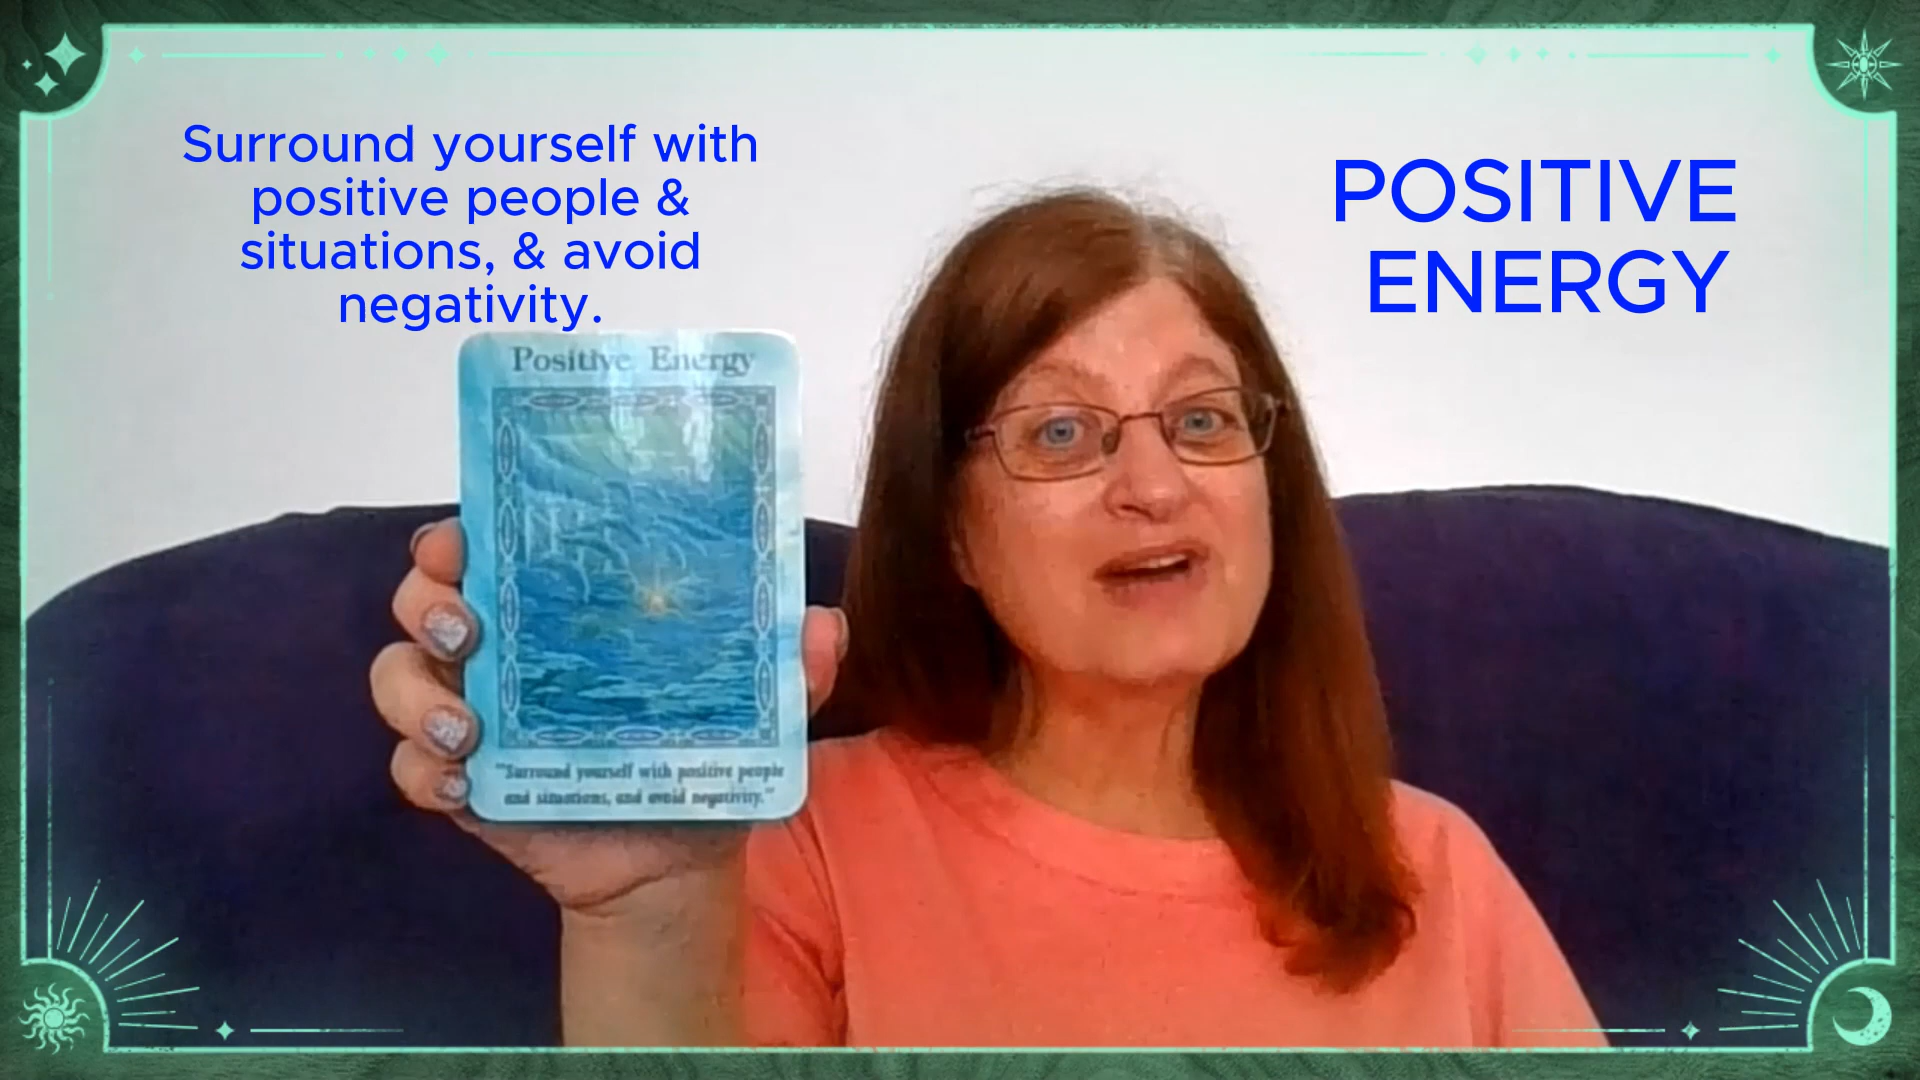 Surround yourself with
positive people &
situations, & avoid
negativity.
POSITIVE
ENERGY
Positive Energy
"Surround yourself with positive people
and situations, and avoid negativity."